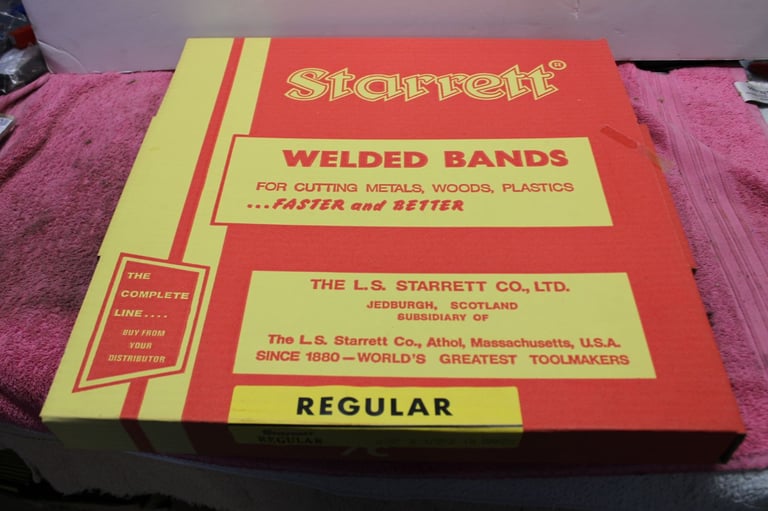 Starrett®
WELDED BANDS
FOR CUTTING METALS, WOODS, PLASTICS
...FASTER and BETTER
THE
COMPLETE
LINE....
BUY FROM
YOUR
DISTRIBUTOR
THE L.S. STARRETT CO., LTD.
JEDBURGH, SCOTLAND
SUBSIDIARY OF
The L.S. Starrett Co., Athol, Massachusetts, U.S.A.
SINCE 1880—WORLD'S GREATEST TOOLMAKERS
REGULAR
Starrett
REGULAR